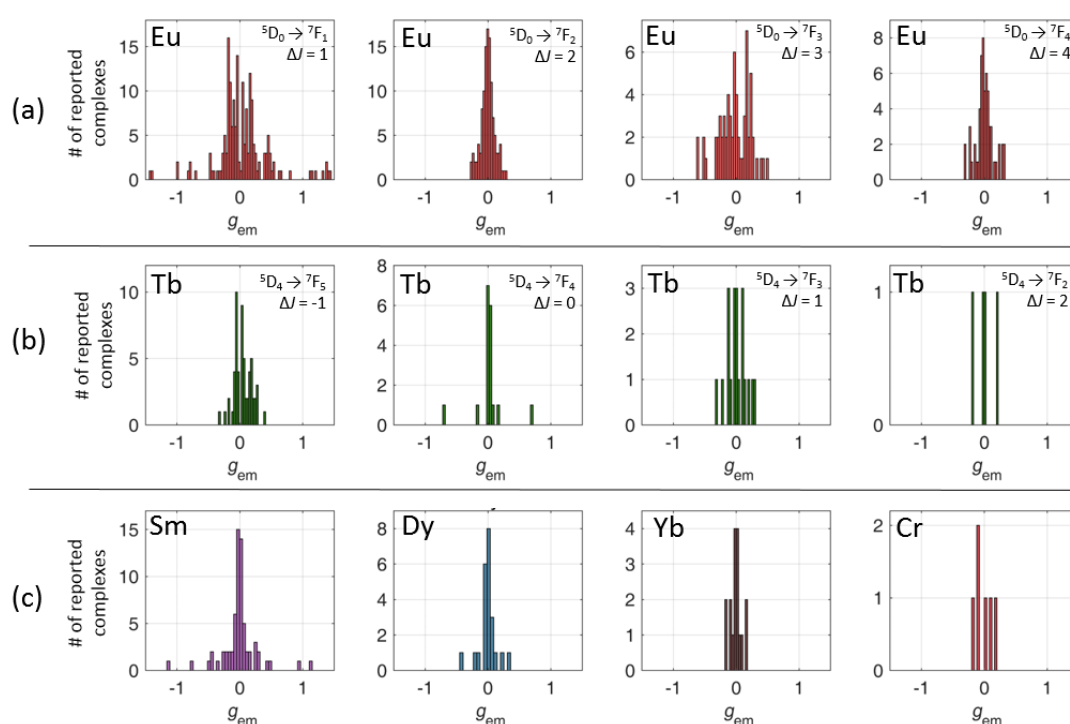 (a)
# of reported
complexes
Eu
⁵D₀ → ⁷F₁
ΔJ = 1
15
10
5
0
-1 0 1
gem
Eu
⁵D₀ → ⁷F₂
ΔJ = 2
15
10
5
0
-1 0 1
gem
Eu
⁵D₀ → ⁷F₃
ΔJ = 3
6
4
2
0
-1 0 1
gem
Eu
⁵D₀ → ⁷F₄
ΔJ = 4
8
6
4
2
0
-1 0 1
gem
(b)
# of reported
complexes
Tb
⁵D₄ → ⁷F₅
ΔJ = -1
10
5
0
-1 0 1
gem
Tb
⁵D₄ → ⁷F₄
ΔJ = 0
8
6
4
2
0
-1 0 1
gem
Tb
⁵D₄ → ⁷F₃
ΔJ = 1
3
2
1
0
-1 0 1
gem
Tb
⁵D₄ → ⁷F₂
ΔJ = 2
1
0
-1 0 1
gem
(c)
# of reported
complexes
Sm
15
10
5
0
-1 0 1
gem
Dy
8
6
4
2
0
-1 0 1
gem
Yb
4
3
2
1
0
-1 0 1
gem
Cr
2
1
0
-1 0 1
gem